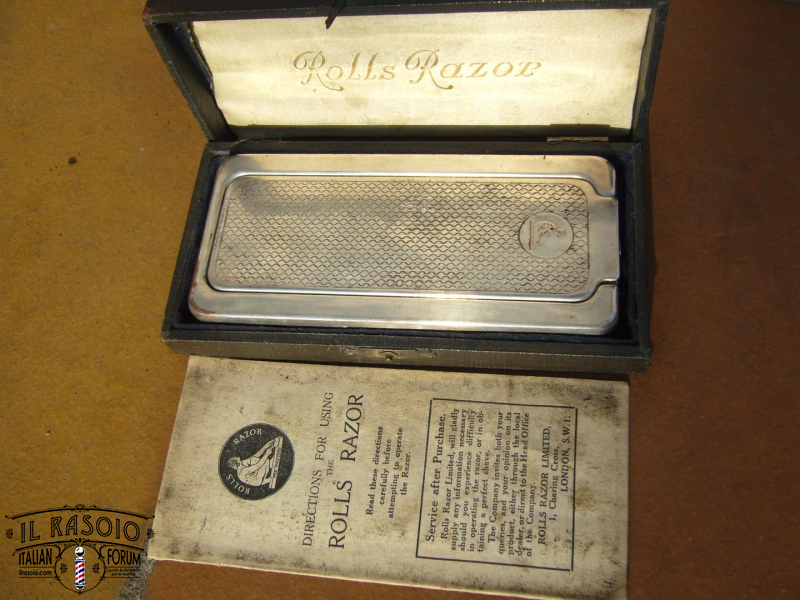 Rolls Razor
RAZOR
ROLLS
DIRECTIONS FOR USING
THE
ROLLS RAZOR
Read these directions
carefully before
attempting to operate
the Razor.
Service after Purchase.
Rolls Razor Limited, will gladly
supply any information necessary
should you experience difficulty
in operating the razor, or in ob-
taining a perfect shave.
The Company invites both your
queries, and your opinion on its
product, either through the local
dealer, or direct to the Head Office
of the Company.
ROLLS RAZOR LIMITED,
1, Charing Cross,
LONDON, S.W.1.
IL RASOIO
ITALIAN FORUM
ilrasoio.com